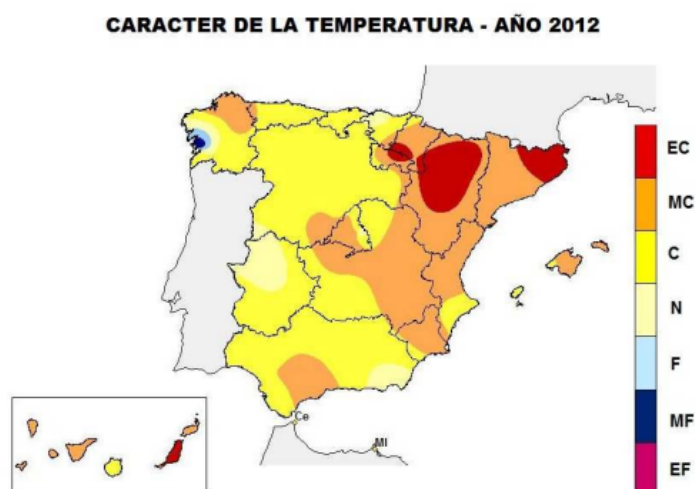 CARACTER DE LA TEMPERATURA - AÑO 2012
EC
MC
C
N
F
MF
EF
Ce
Ml